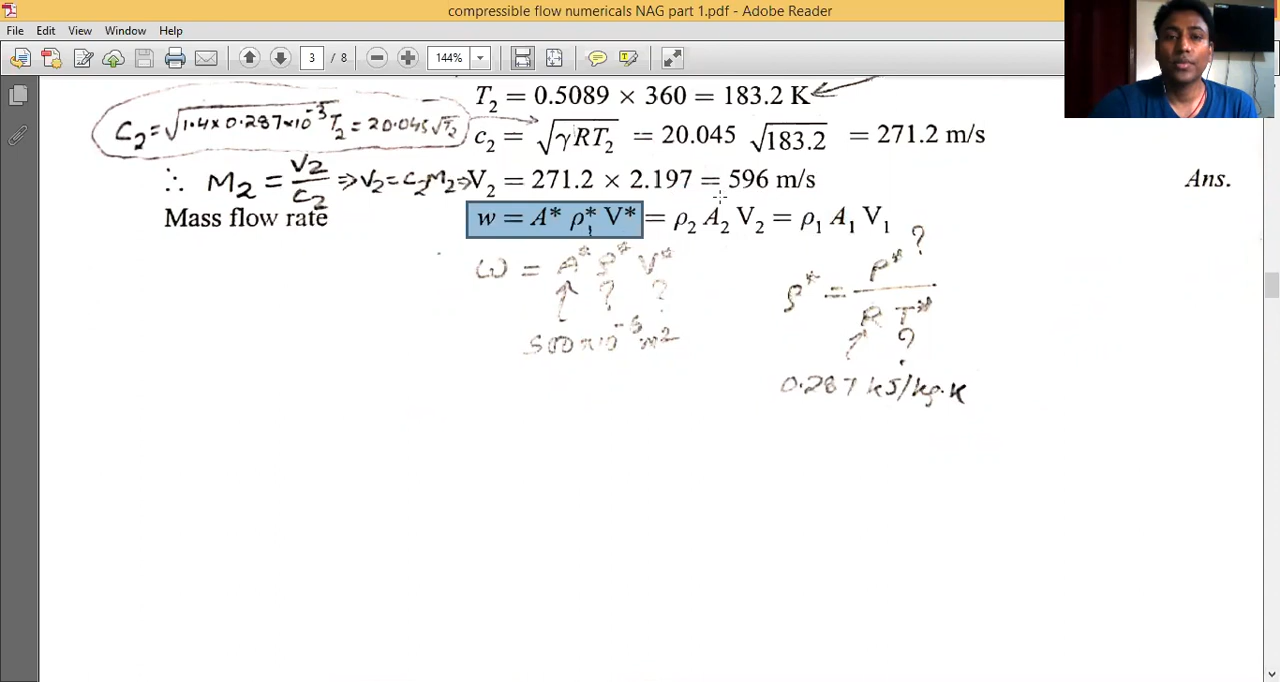 compressible flow numericals NAG part 1.pdf - Adobe Reader
File Edit View Window Help
3 / 8 144%
T₂ = 0.5089 × 360 = 183.2 K
C₂ = √1.4×0.287×10⁻³ T₂ = 20.045√T₂
c₂ = √γRT₂ = 20.045 √183.2 = 271.2 m/s
∴ M₂ = V₂/C₂ ⇒ V₂ = C₂M₂ ⇒ V₂ = 271.2 × 2.197 = 596 m/s Ans.
Mass flow rate w = A* ρ* V* = ρ₂ A₂ V₂ = ρ₁ A₁ V₁
ω = A* ρ* V*
↑ ? ?
500×10⁻⁶ m²
ρ* = P* ? / R T*
↑ ?
0.287 kJ/kg.K